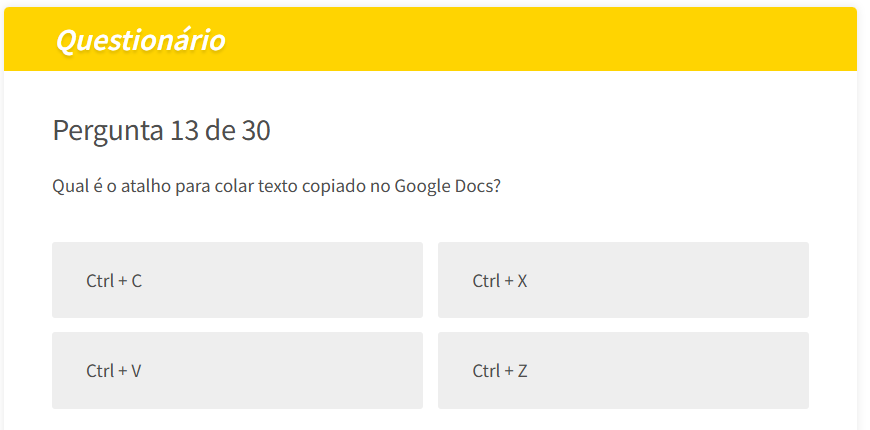 Questionário
Pergunta 13 de 30
Qual é o atalho para colar texto copiado no Google Docs?
Ctrl + C
Ctrl + X
Ctrl + V
Ctrl + Z